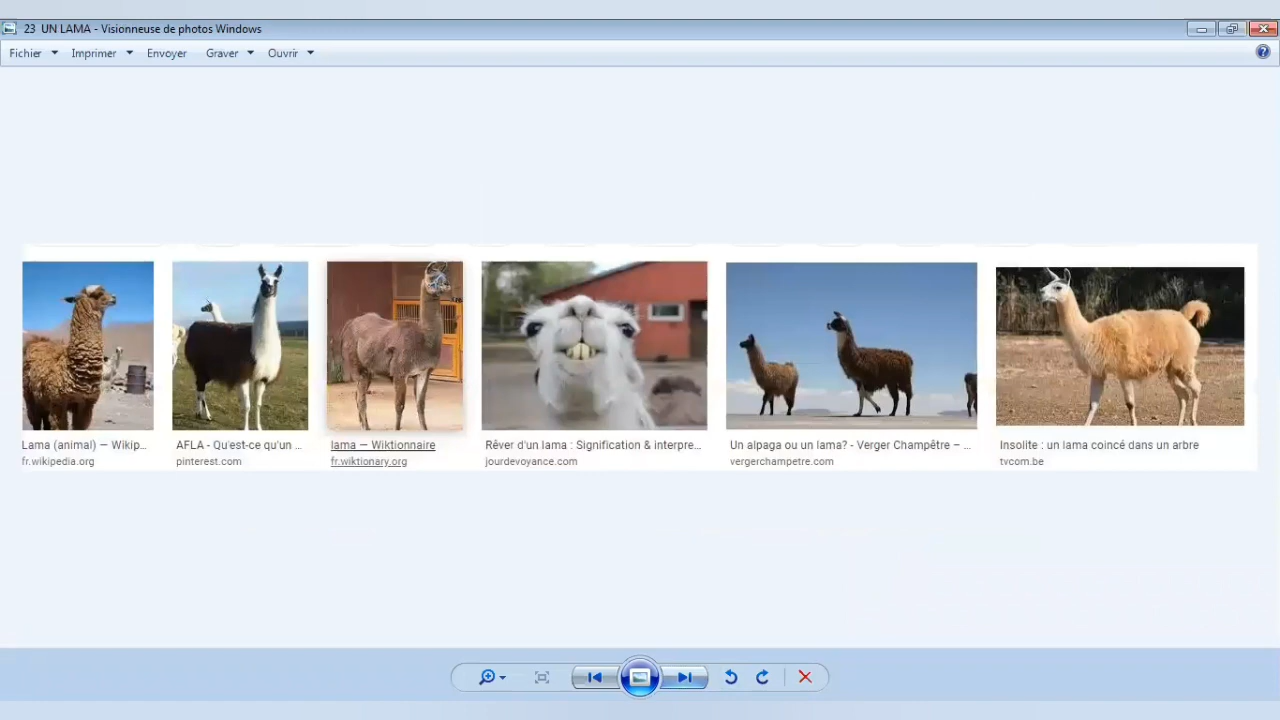 23 UN LAMA - Visionneuse de photos Windows
Fichier Imprimer Envoyer Graver Ouvrir
Lama (animal) — Wikip...
fr.wikipedia.org
AFLA - Qu'est-ce qu'un ...
pinterest.com
lama — Wiktionnaire
fr.wiktionary.org
Rêver d'un lama : Signification & interpre...
jourdevoyance.com
Un alpaga ou un lama? - Verger Champêtre – ...
vergerchampetre.com
Insolite : un lama coincé dans un arbre
tvcom.be